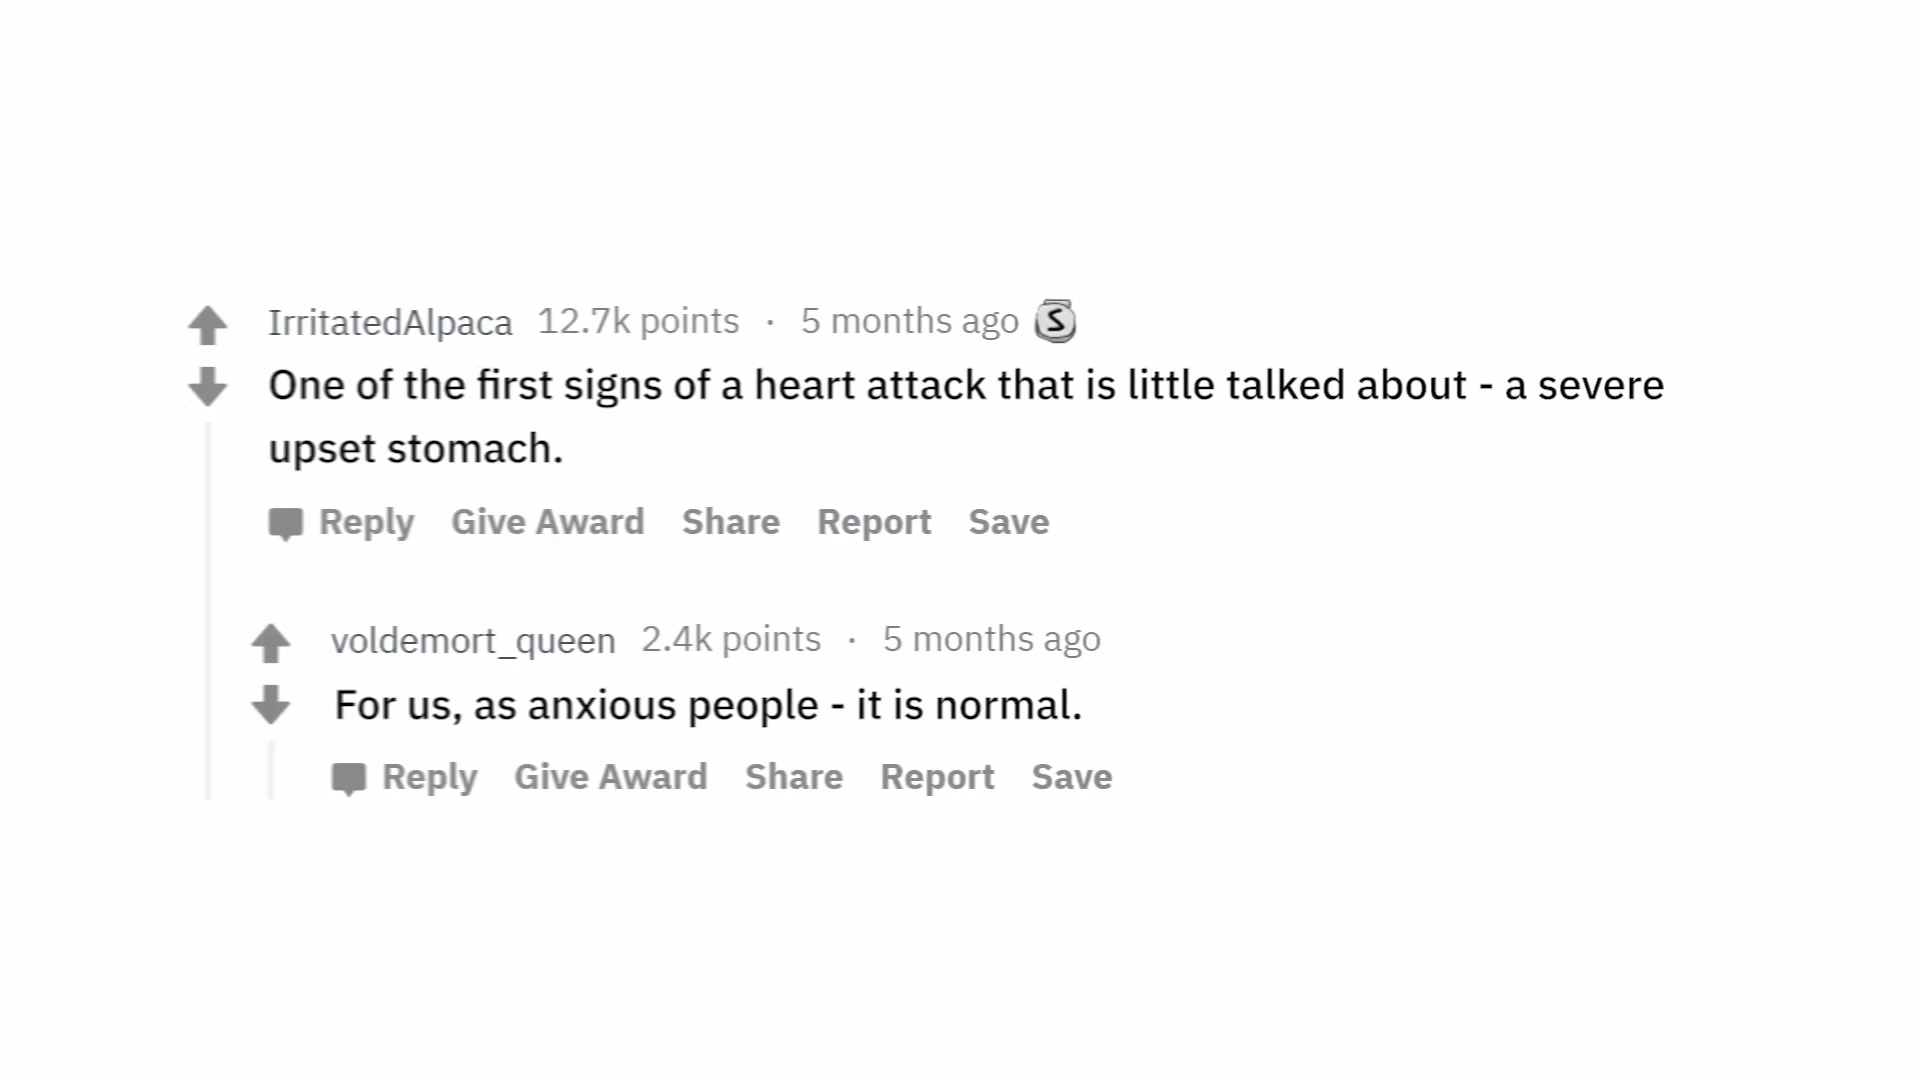 IrritatedAlpaca 12.7k points · 5 months ago S
One of the first signs of a heart attack that is little talked about - a severe
upset stomach.
Reply Give Award Share Report Save
voldemort_queen 2.4k points · 5 months ago
For us, as anxious people - it is normal.
Reply Give Award Share Report Save